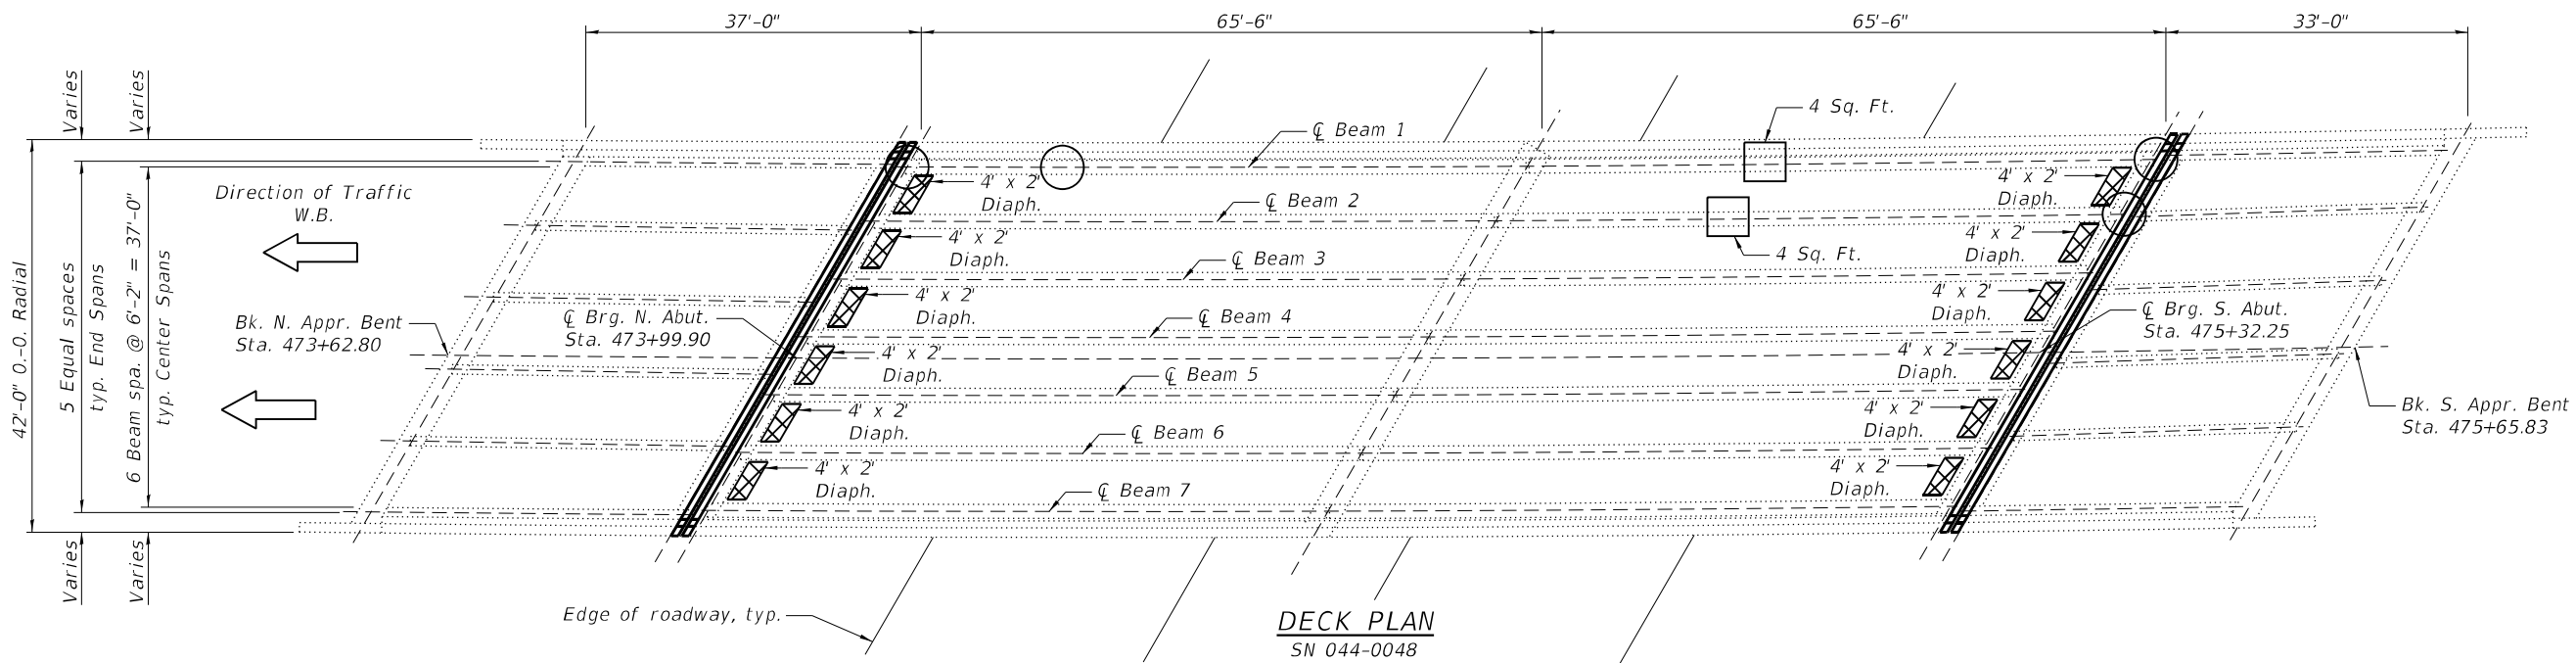 37'-0"
65'-6"
65'-6"
33'-0"
Varies
Varies
4 Sq. Ft.
℄ Beam 1
Direction of Traffic
W.B.
4' x 2'
Diaph.
℄ Beam 2
4' x 2'
Diaph.
4' x 2'
Diaph.
℄ Beam 3
4 Sq. Ft.
4' x 2'
Diaph.
42'-0" O.-O. Radial
5 Equal spaces
typ. End Spans
6 Beam spa. @ 6'-2" = 37'-0"
typ. Center Spans
4' x 2'
Diaph.
4' x 2'
Diaph.
Bk. N. Appr. Bent
Sta. 473+62.80
℄ Brg. N. Abut.
Sta. 473+99.90
℄ Beam 4
℄ Brg. S. Abut.
Sta. 475+32.25
4' x 2'
Diaph.
4' x 2'
Diaph.
℄ Beam 5
4' x 2'
Diaph.
4' x 2'
Diaph.
Bk. S. Appr. Bent
Sta. 475+65.83
℄ Beam 6
4' x 2'
Diaph.
4' x 2'
Diaph.
℄ Beam 7
Varies
Varies
Edge of roadway, typ.
DECK PLAN
SN 044-0048